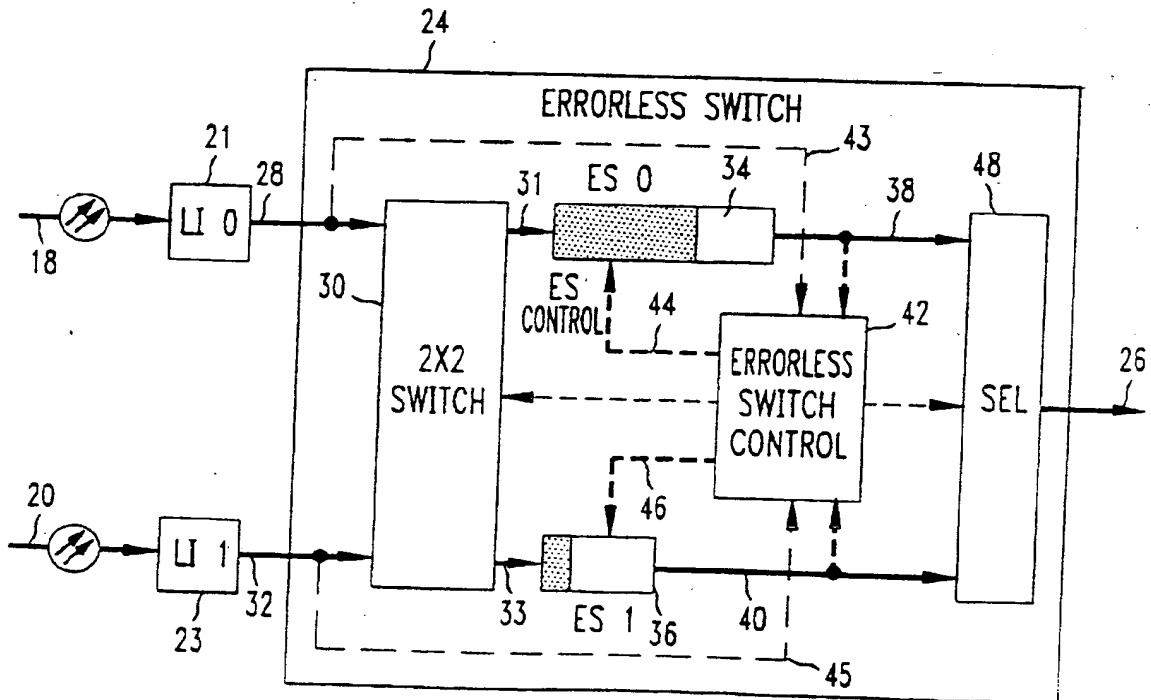 24
ERRORLESS SWITCH
21
28
LI 0
18
43
34
48
ES 0
31
38
30
ES
CONTROL
44
42
2X2
SWITCH
ERRORLESS
SWITCH
CONTROL
SEL
26
46
20
LI 1
32
23
33
ES 1
36
40
45